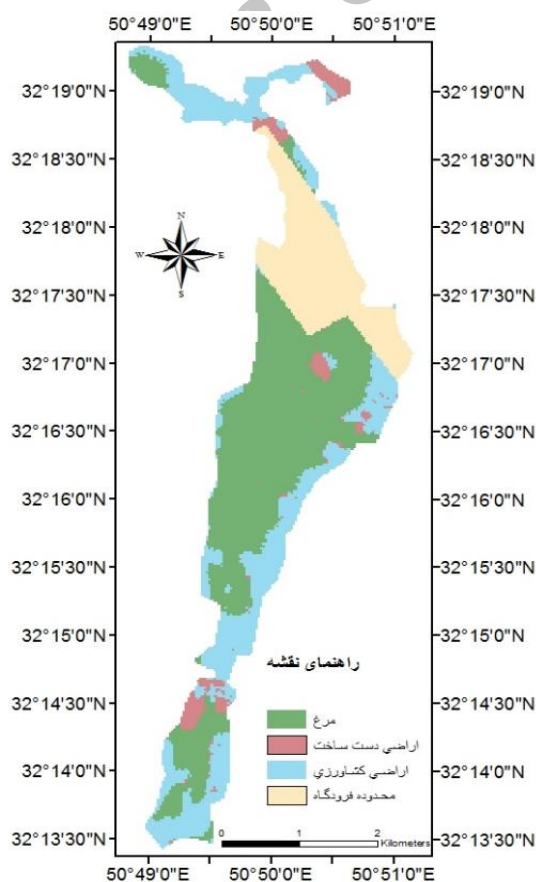 50°49'0"E 50°50'0"E 50°51'0"E
32°19'0"N 32°19'0"N
32°18'30"N 32°18'30"N
32°18'0"N 32°18'0"N
32°17'30"N 32°17'30"N
32°17'0"N 32°17'0"N
32°16'30"N 32°16'30"N
32°16'0"N 32°16'0"N
32°15'30"N 32°15'30"N
32°15'0"N 32°15'0"N
32°14'30"N 32°14'30"N
32°14'0"N 32°14'0"N
32°13'30"N 32°13'30"N
N
W E
S
راهنمای نقشه
مرغ
اراضي دست ساخت
اراضي کشاورزي
محدوده فرودگاه
0 1 2
Kilometers
50°49'0"E 50°50'0"E 50°51'0"E